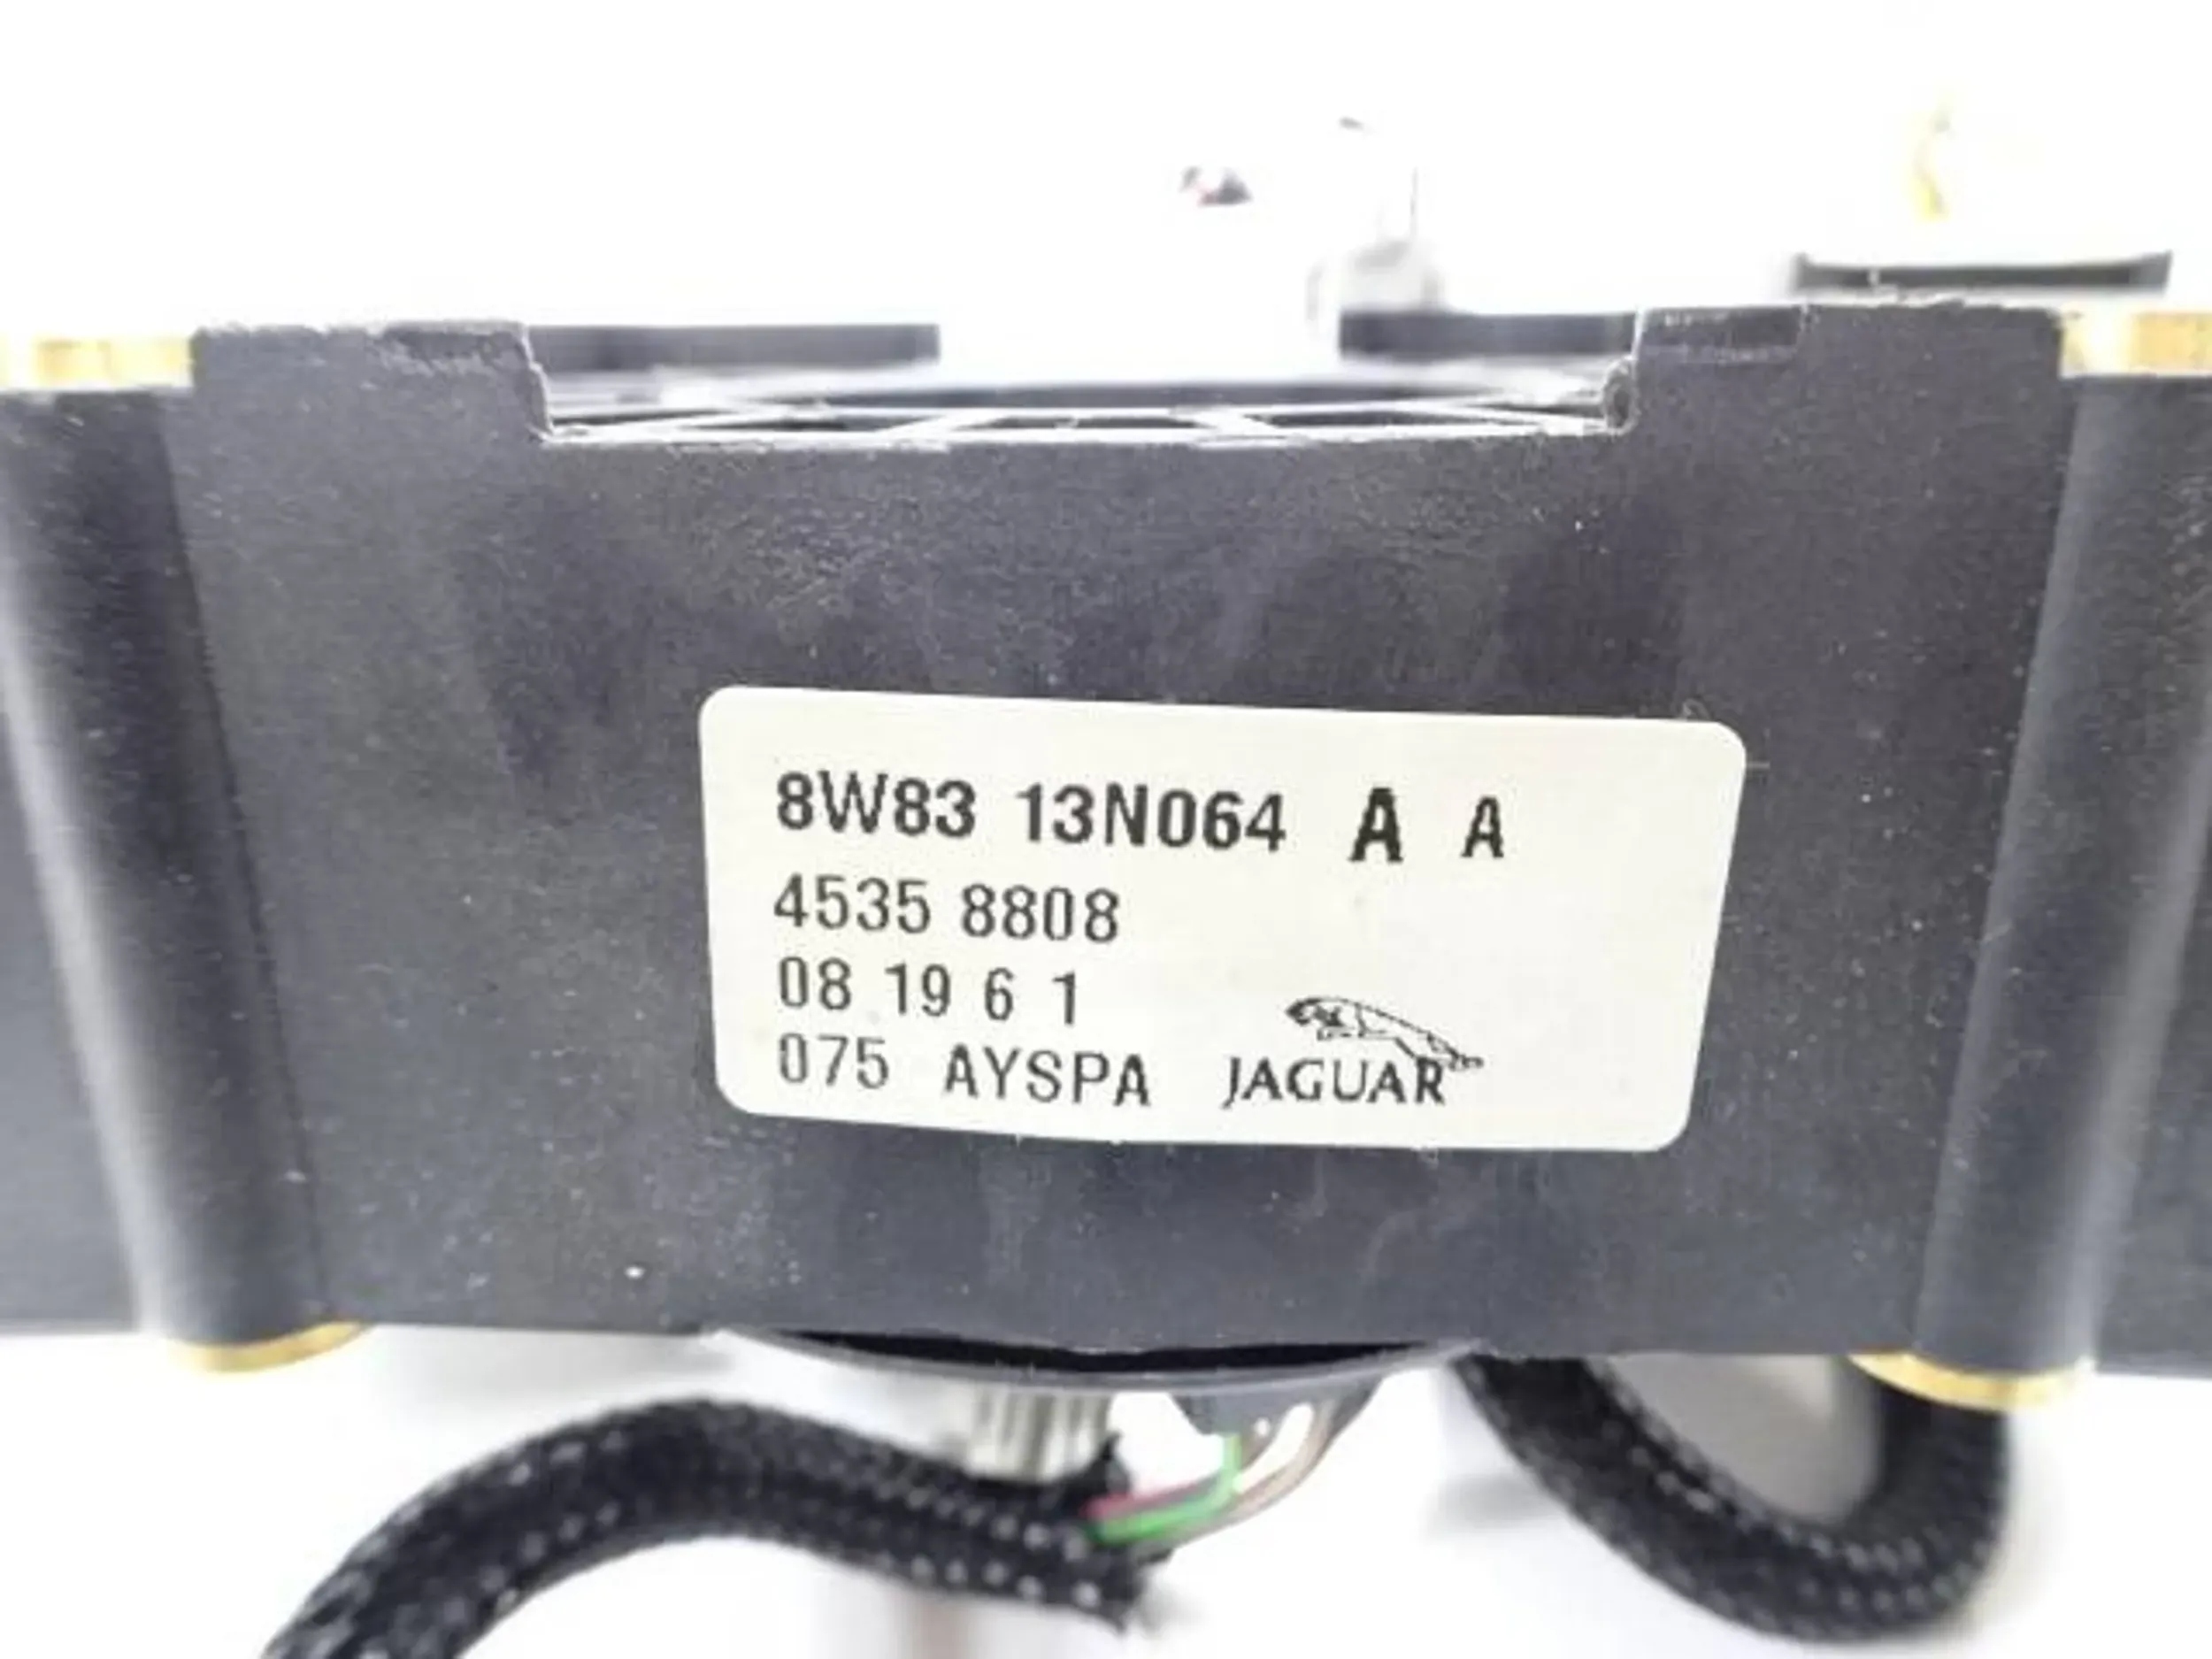 8W83 13N064 A A
4535 8808
08 19 6 1
075 AYSPA JAGUAR